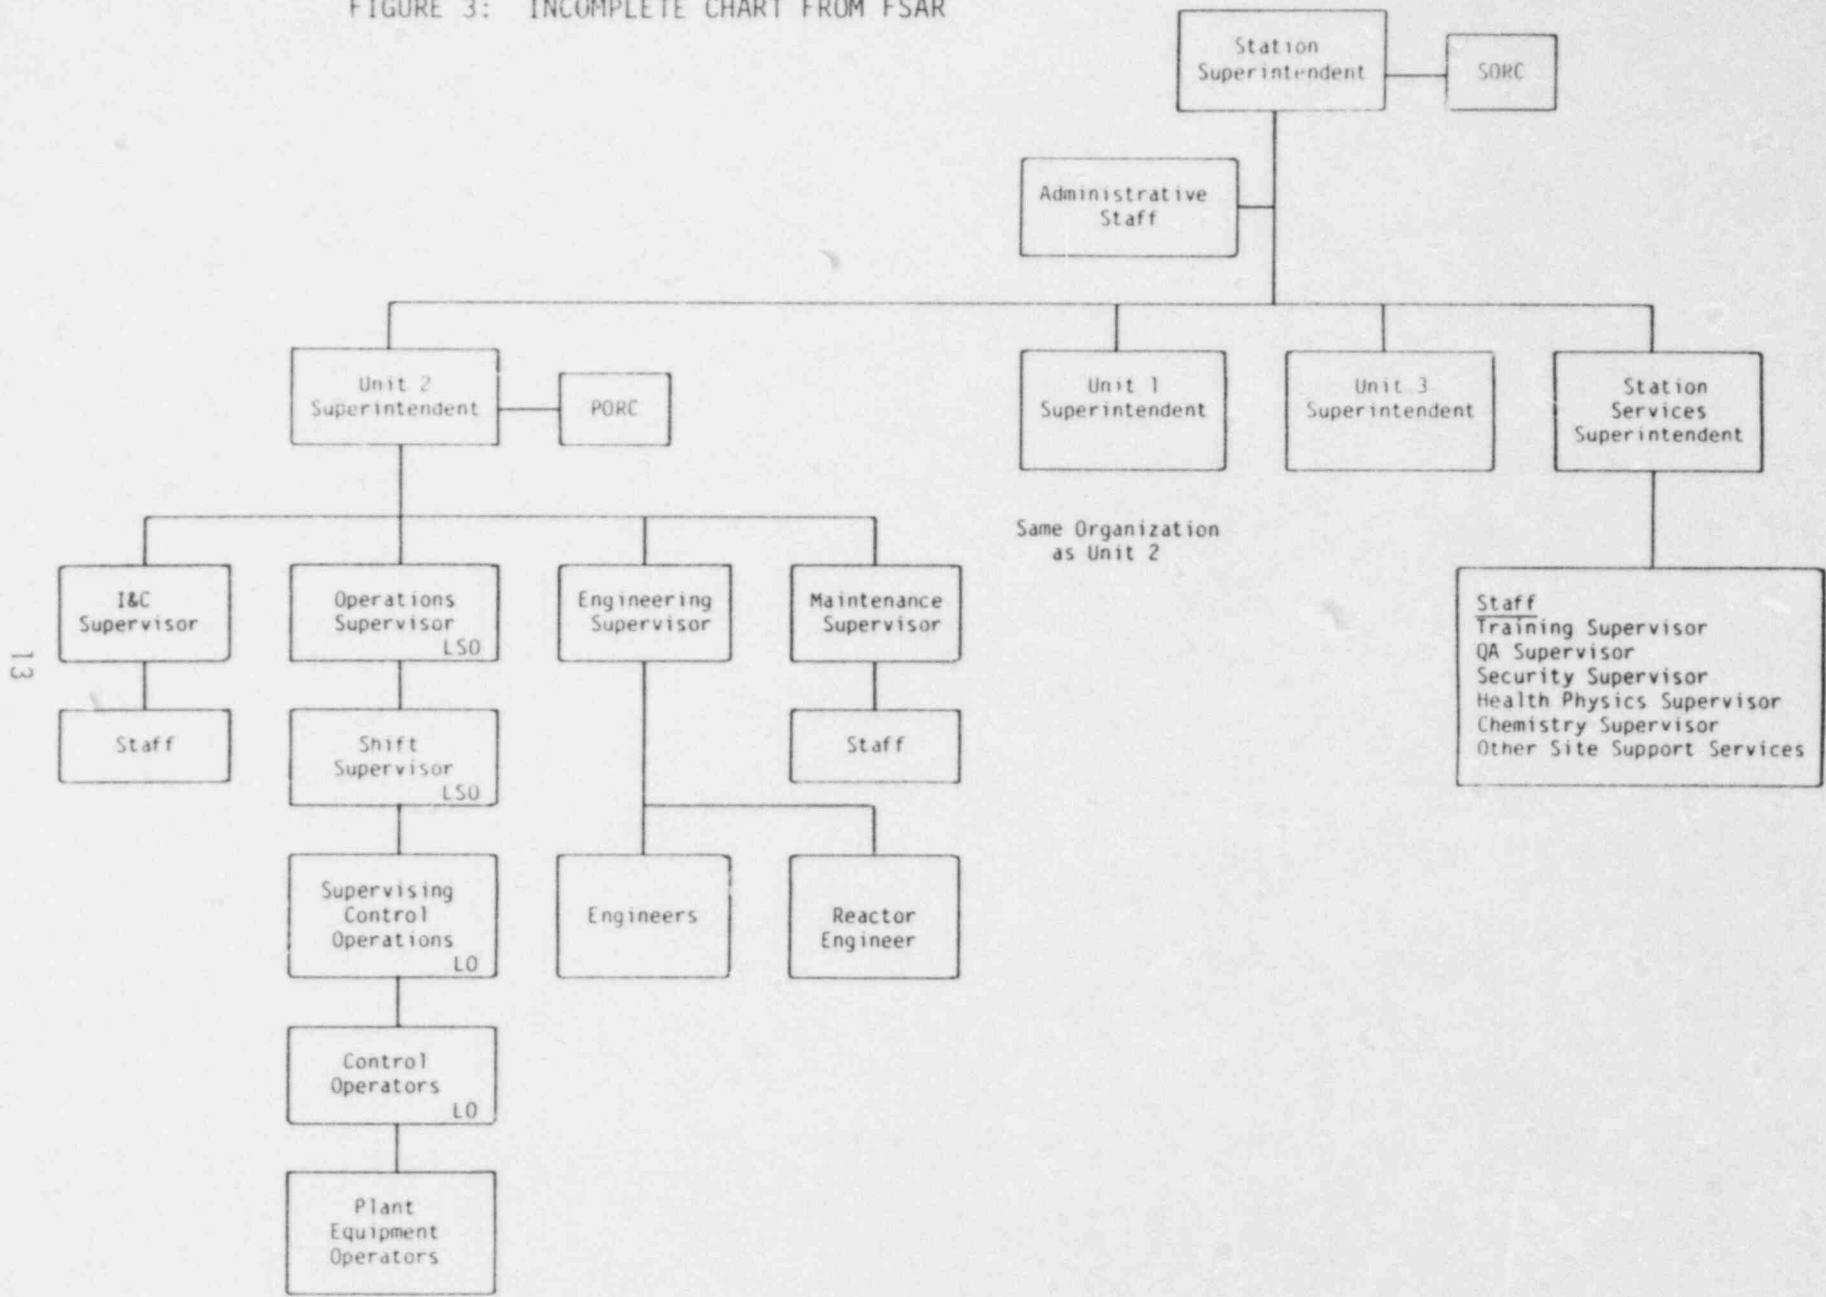 FIGURE 3: INCOMPLETE CHART FROM FSAR
Station
Superintendent
SORC
Administrative
Staff
Unit 2
Superintendent
PORC
Unit 1
Superintendent
Unit 3
Superintendent
Station
Services
Superintendent
Same Organization
as Unit 2
I&C
Supervisor
Operations
Supervisor
LSO
Engineering
Supervisor
Maintenance
Supervisor
Staff
Training Supervisor
QA Supervisor
Security Supervisor
Health Physics Supervisor
Chemistry Supervisor
Other Site Support Services
Staff
Shift
Supervisor
LSO
Staff
Supervising
Control
Operations
LO
Engineers
Reactor
Engineer
Control
Operators
LO
Plant
Equipment
Operators
13